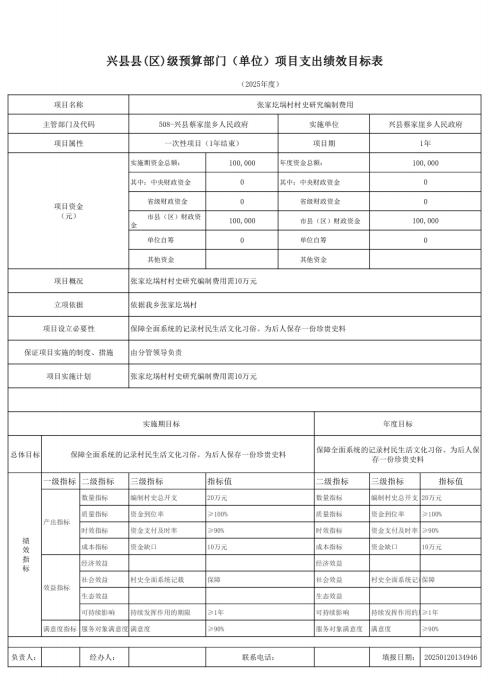 兴县县(区)级预算部门（单位）项目支出绩效目标表
（2025年度）
项目名称 张家圪埚村村史研究编制费用
主管部门及代码 508-兴县蔡家崖乡人民政府 实施单位 兴县蔡家崖乡人民政府
项目属性 一次性项目（1年结束） 项目期 1年
项目资金（元） 实施期资金总额： 100,000 年度资金总额： 100,000
其中：中央财政资金 0 其中：中央财政资金 0
省级财政资金 0 省级财政资金 0
市县（区）财政资金 100,000 市县（区）财政资金 100,000
单位自筹 0 单位自筹 0
其他资金 其他资金
项目概况 张家圪埚村村史研究编制费用需10万元
立项依据 依据我乡张家圪埚村
项目设立必要性 保障全面系统的记录村民生活文化习俗、为后人保存一份珍贵史料
保证项目实施的制度、措施 由分管领导负责
项目实施计划 张家圪埚村村史研究编制费用需10万元
实施期目标 年度目标
总体目标 保障全面系统的记录村民生活文化习俗、为后人保存一份珍贵史料 保障全面系统的记录村民生活文化习俗、为后人保存一份珍贵史料
绩效指标 一级指标 二级指标 三级指标 指标值 二级指标 三级指标 指标值
产出指标 数量指标 编制村史总开支 20万元 数量指标 编制村史总开支 20万元
质量指标 资金到位率 ≥100% 质量指标 资金到位率 ≥100%
时效指标 资金支付及时率 ≥90% 时效指标 资金支付及时率 ≥90%
成本指标 资金缺口 10万元 成本指标 资金缺口 10万元
效益指标 经济效益 经济效益
社会效益 村史全面系统记载 保障 社会效益 村史全面系统记 保障
生态效益 生态效益
可持续影响 持续发挥作用的期限 ≥1年 可持续影响 持续发挥作用的 ≥1年
满意度指标 服务对象满意度 满意度 ≥90% 服务对象满意度 满意度 ≥90%
负责人： 经办人： 联系电话： 填报日期： 20250120134946